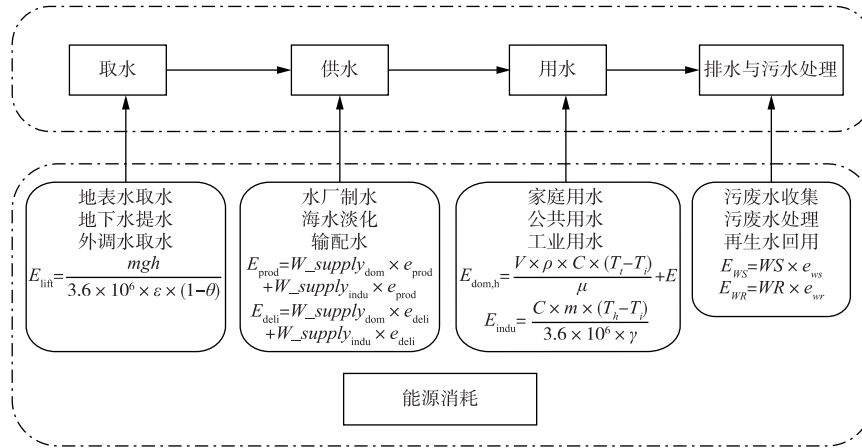 取水
供水
用水
排水与污水处理
地表水取水
地下水提水
外调水取水
E_lift=mgh/(3.6×10⁶×ε×(1−θ))
水厂制水
海水淡化
输配水
E_prod=W_supply_dom×e_prod
+W_supply_indu×e_prod
E_deli=W_supply_dom×e_deli
+W_supply_indu×e_deli
家庭用水
公共用水
工业用水
E_dom,h=(V×ρ×C×(T_t−T_i))/μ+E
E_indu=(C×m×(T_h−T_i))/(3.6×10⁶×γ)
污废水收集
污废水处理
再生水回用
E_WS=WS×e_ws
E_WR=WR×e_wr
能源消耗